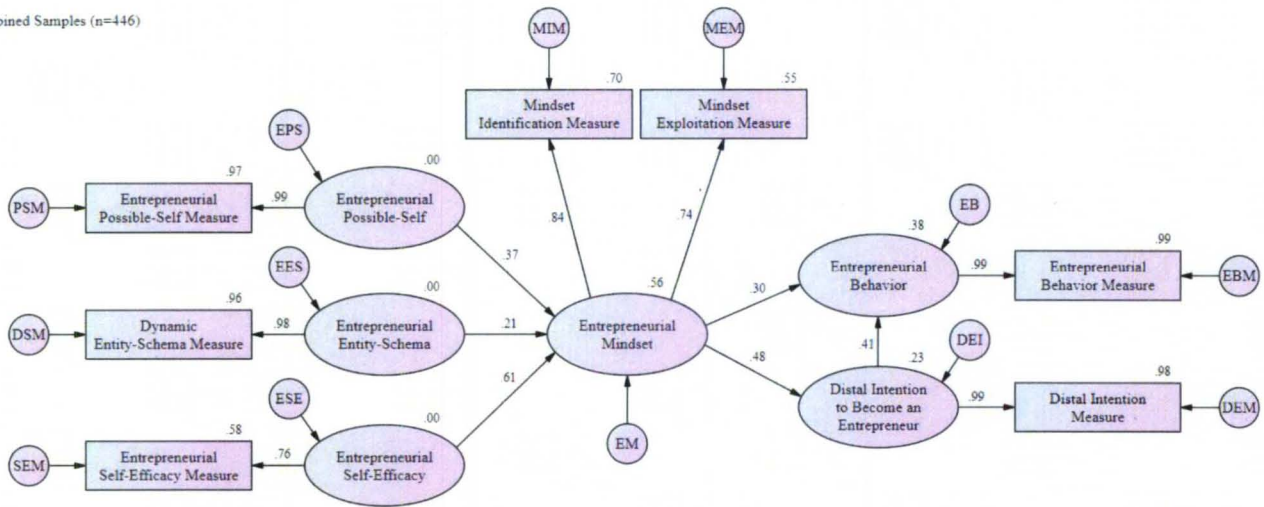 bined Samples (n=446)
MIM
MEM
.70
.55
Mindset
Identification Measure
Mindset
Exploitation Measure
EPS
.00
.97
PSM
Entrepreneurial
Possible-Self Measure
.99
Entrepreneurial
Possible-Self
.84
.74
EB
.38
.37
EES
.00
.99
.96
Entrepreneurial
Behavior
.99
Entrepreneurial
Behavior Measure
EBM
.56
.30
DSM
Dynamic
Entity-Schema Measure
.98
Entrepreneurial
Entity-Schema
.21
Entrepreneurial
Mindset
.41
DEI
.23
.48
.61
ESE
.00
.98
Distal Intention
to Become an
Entrepreneur
.99
Distal Intention
Measure
DEM
.58
EM
SEM
Entrepreneurial
Self-Efficacy Measure
.76
Entrepreneurial
Self-Efficacy